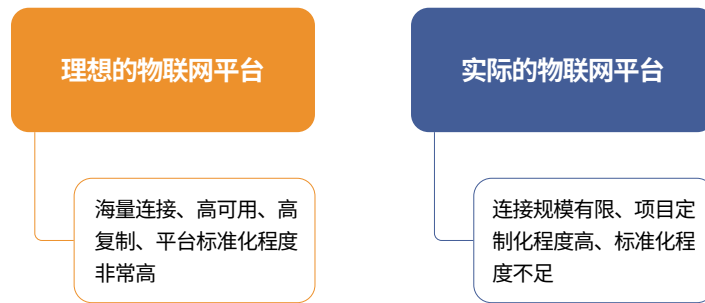 理想的物联网平台
海量连接、高可用、高
复制、平台标准化程度
非常高
实际的物联网平台
连接规模有限、项目定
制化程度高、标准化程
度不足